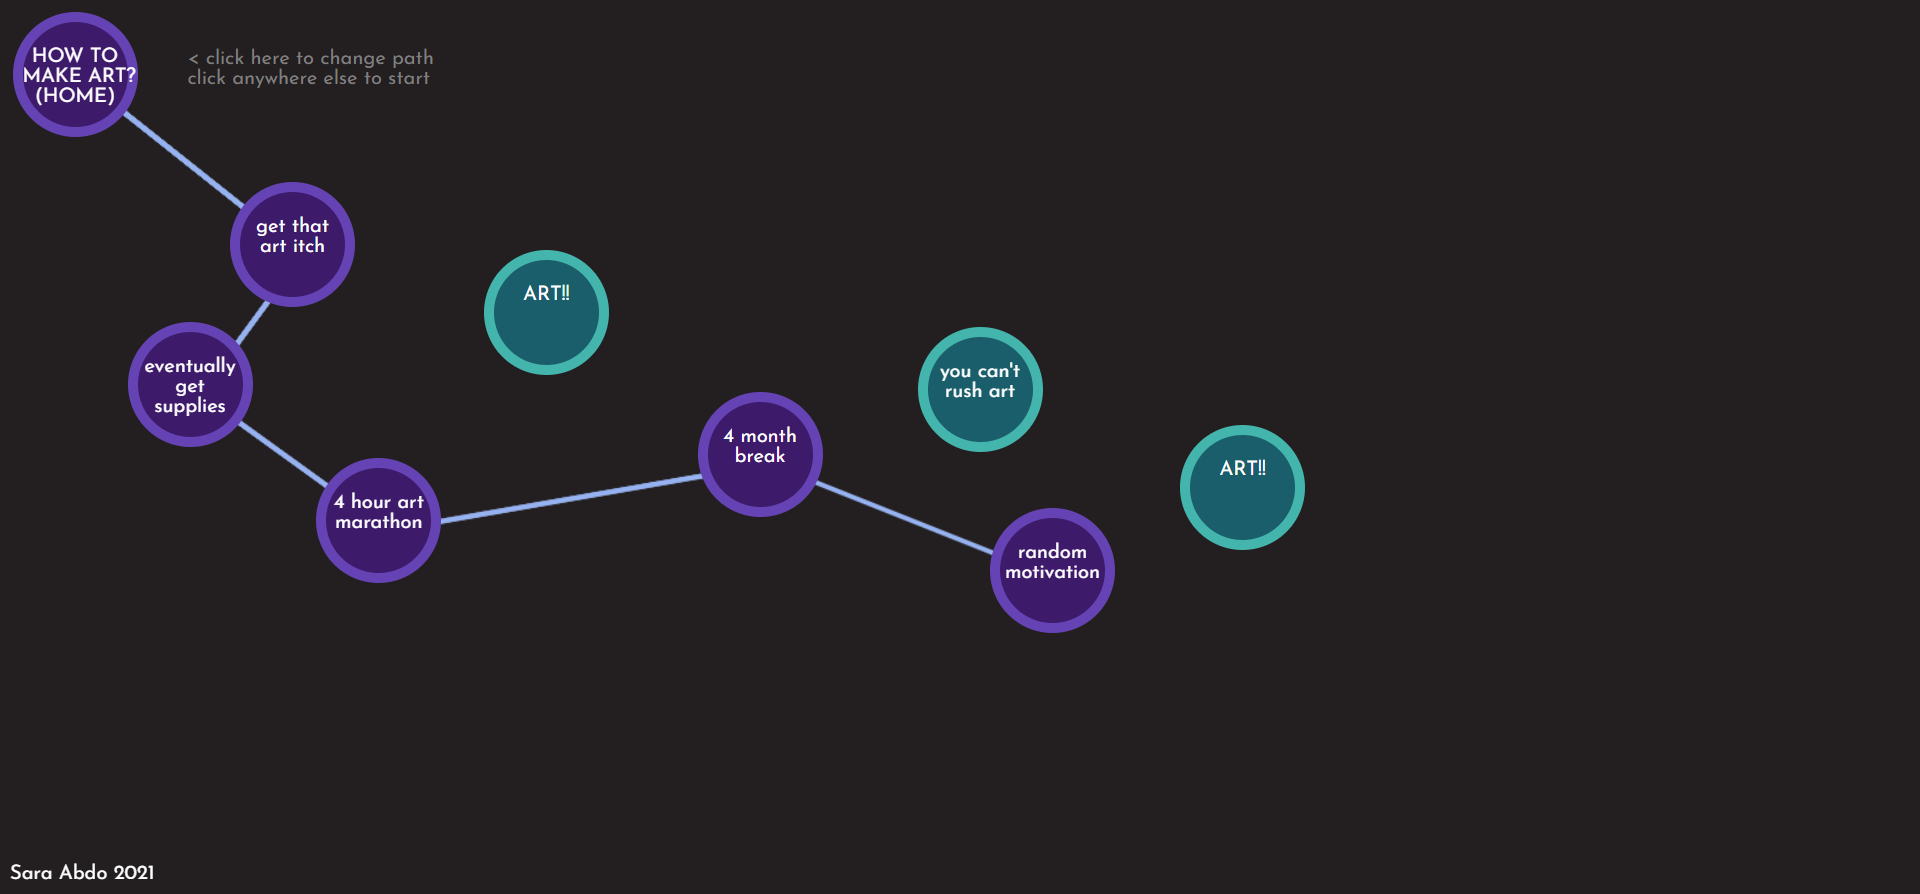 HOW TO
MAKE ART?
(HOME)
< click here to change path
click anywhere else to start
get that
art itch
ART!!
eventually
get
supplies
you can't
rush art
4 month
break
4 hour art
marathon
ART!!
random
motivation
Sara Abdo 2021